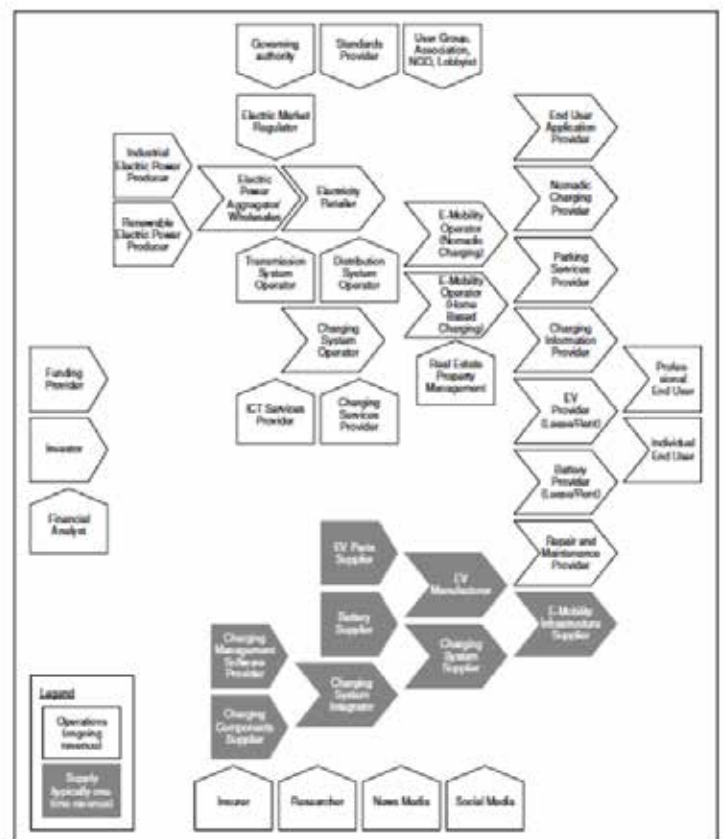 Governing
authority
Standards
Provider
User Group,
Association,
NGO, Lobbyist
Electric Market
Regulator
End User
Application
Provider
Industrial
Electric Power
Producer
Electric
Power
Aggregator/
Wholesales
Electricity
Retailer
Nomadic
Charging
Provider
Renewable
Electric Power
Producer
E-Mobility
Operator
(Nomadic
Charging)
Transmission
System
Operator
Distribution
System
Operator
E-Mobility
Operator
(Home
Based
Charging)
Parking
Services
Provider
Charging
System
Operator
Charging
Information
Provider
Funding
Provider
Real Estate
Property
Management
Profes-
sional
End User
ICT Services
Provider
Charging
Services
Provider
EV
Provider
(Lease/Rent)
Investor
Individual
End User
Battery
Provider
(Lease/Rent)
Financial
Analyst
EV Parts
Supplier
Repair and
Maintenance
Provider
EV
Manufacturer
Battery
Supplier
E-Mobility
Infrastructure
Supplier
Charging
Management
Software
Provider
Charging
System
Supplier
Charging
System
Integrator
Charging
Components
Supplier
Legend
Operations
(ongoing
revenue)
Supply
typically one
time revenue)
Insurer
Researcher
News Media
Social Media